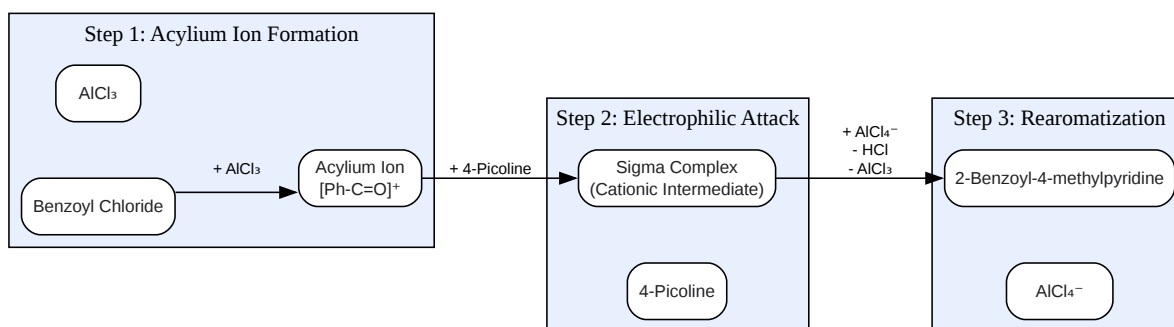 Step 1: Acylium Ion Formation
AlCl₃
Benzoyl Chloride
+ AlCl₃
Acylium Ion
[Ph-C=O]⁺
+ 4-Picoline
Step 2: Electrophilic Attack
Sigma Complex
(Cationic Intermediate)
4-Picoline
+ AlCl₄⁻
- HCl
- AlCl₃
Step 3: Rearomatization
2-Benzoyl-4-methylpyridine
AlCl₄⁻